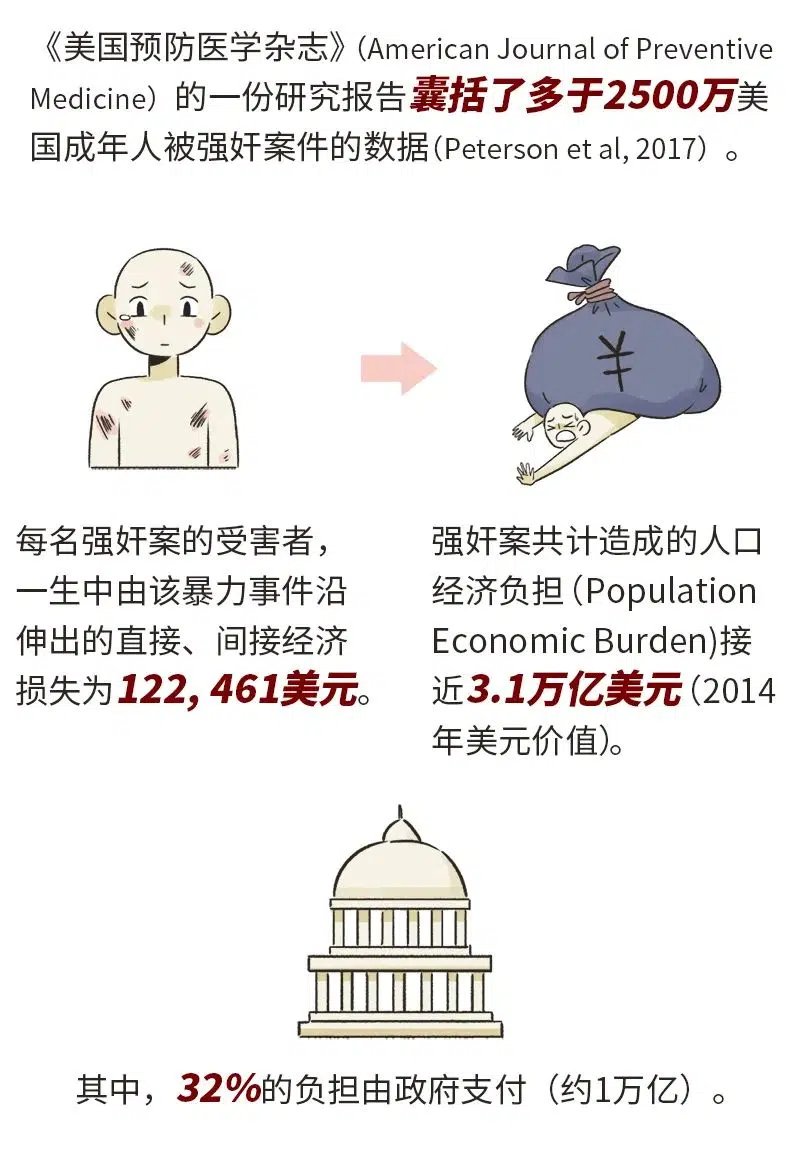 《美国预防医学杂志》（American Journal of Preventive
Medicine）的一份研究报告囊括了多于2500万美
国成年人被强奸案件的数据（Peterson et al, 2017）。
¥
每名强奸案的受害者，
一生中由该暴力事件沿
伸出的直接、间接经济
损失为122, 461美元。
强奸案共计造成的人口
经济负担（Population
Economic Burden)接
近3.1万亿美元（2014
年美元价值）。
其中，32%的负担由政府支付（约1万亿）。